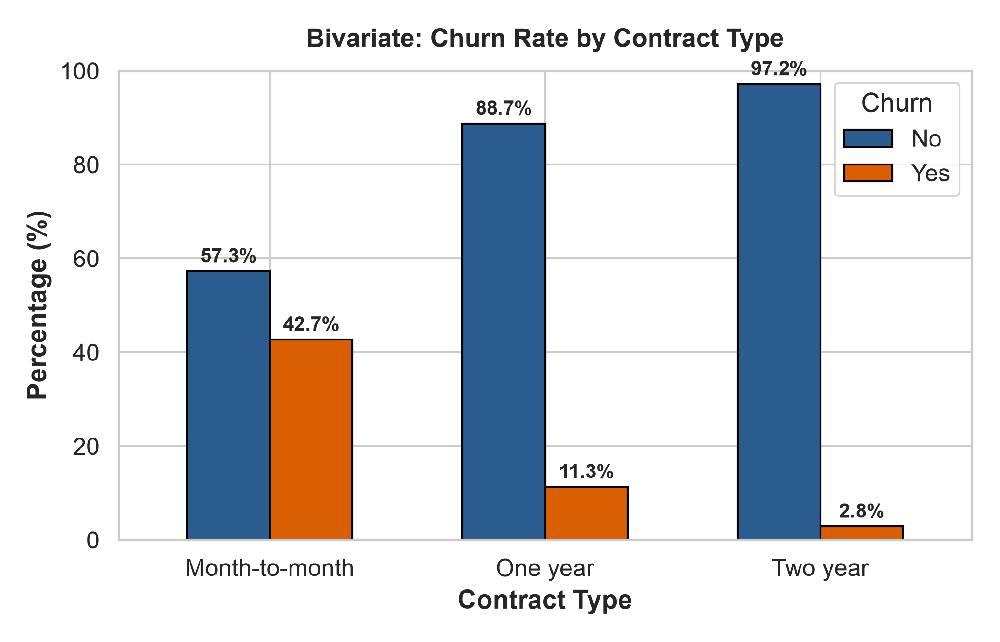 Bivariate: Churn Rate by Contract Type
Percentage (%)
100
80
60
40
20
0
57.3%
42.7%
88.7%
11.3%
97.2%
2.8%
Churn
No
Yes
Month-to-month
One year
Two year
Contract Type